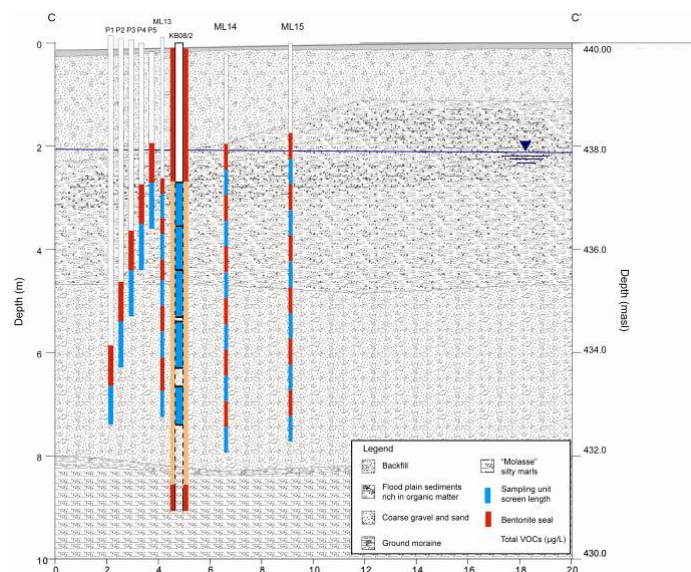 C
C'
P1 P2 P3 P4 P5
ML13
KB08/2
ML14
ML15
0
2
4
6
8
10
Depth (m)
440.00
438.0
436.0
434.0
432.0
430.0
Depth (masl)
0 2 4 6 8 10 12 14 16 18 20
Legend
Backfill
Flood plain sediments
rich in organic matter
Coarse gravel and sand
Ground moraine
"Molasse"
silty marls
Sampling unit
screen length
Bentonite seal
Total VOCs (µg/L)